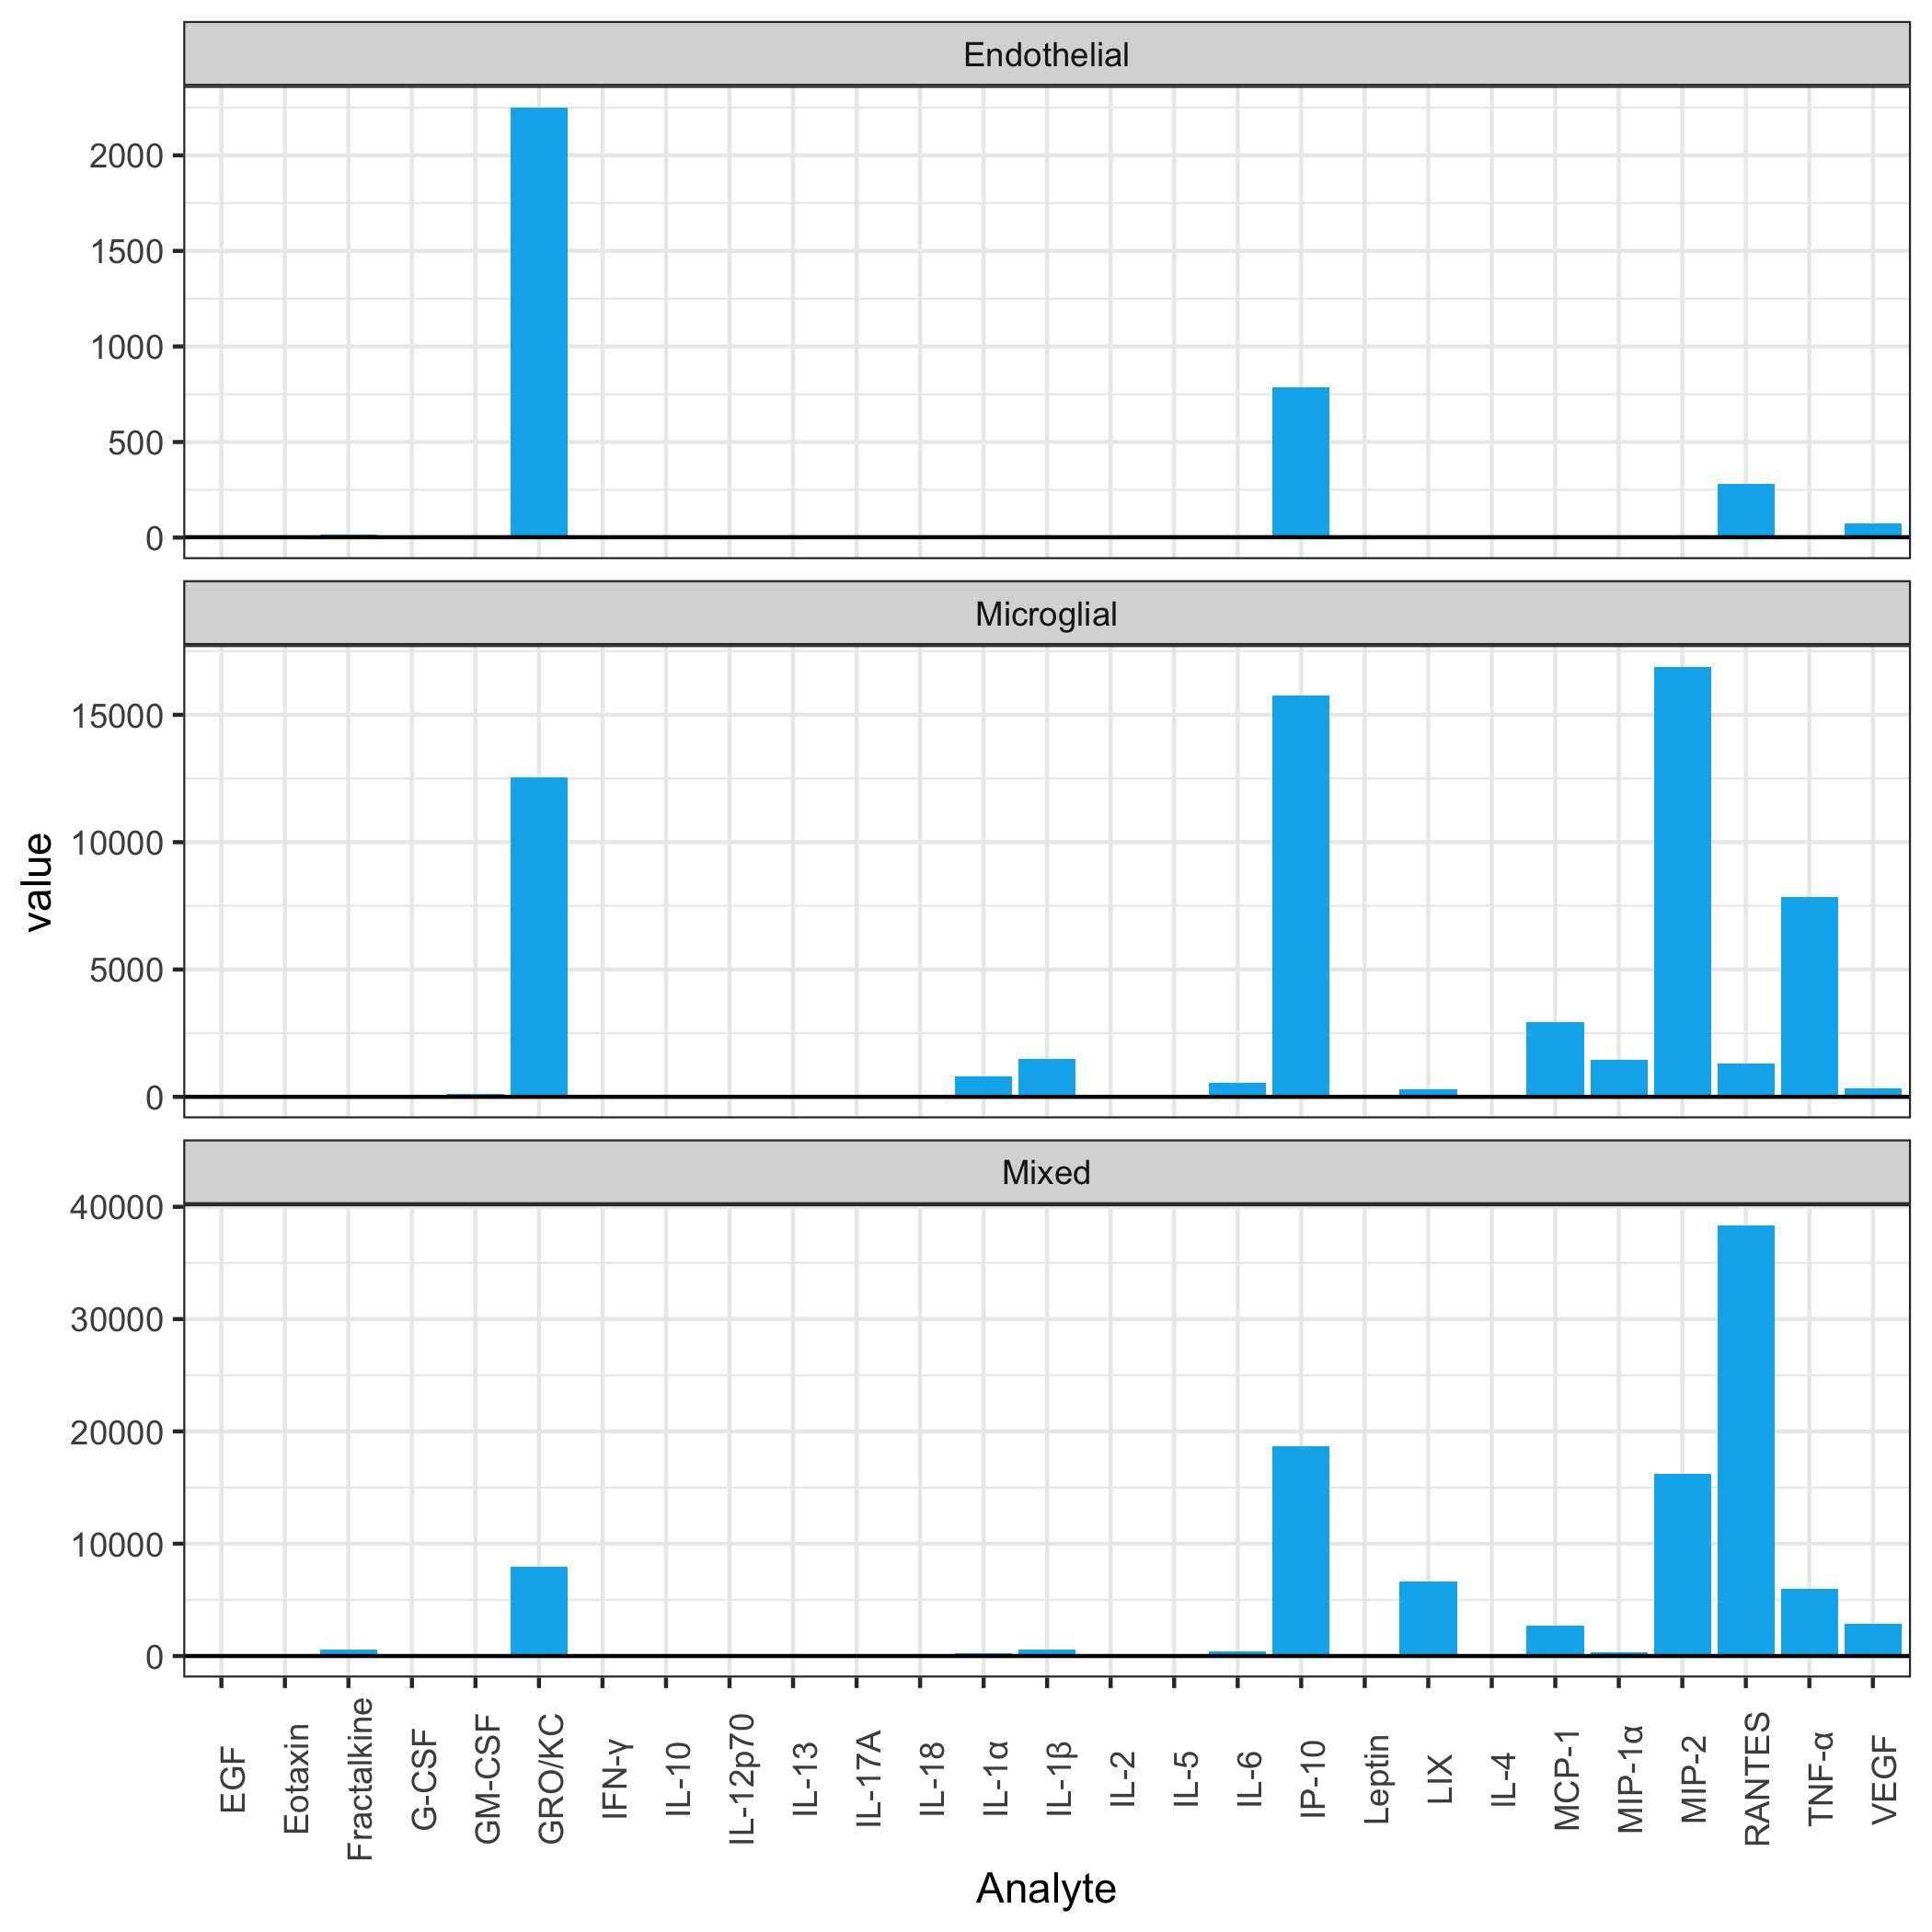 Endothelial
2000
1500
1000
500
0
Microglial
15000
10000
5000
0
Mixed
40000
30000
20000
10000
0
value
EGF
Eotaxin
Fractalkine
G-CSF
GM-CSF
GRO/KC
IFN-γ
IL-10
IL-12p70
IL-13
IL-17A
IL-18
IL-1α
IL-1β
IL-2
IL-5
IL-6
IP-10
Leptin
LIX
IL-4
MCP-1
MIP-1α
MIP-2
RANTES
TNF-α
VEGF
Analyte